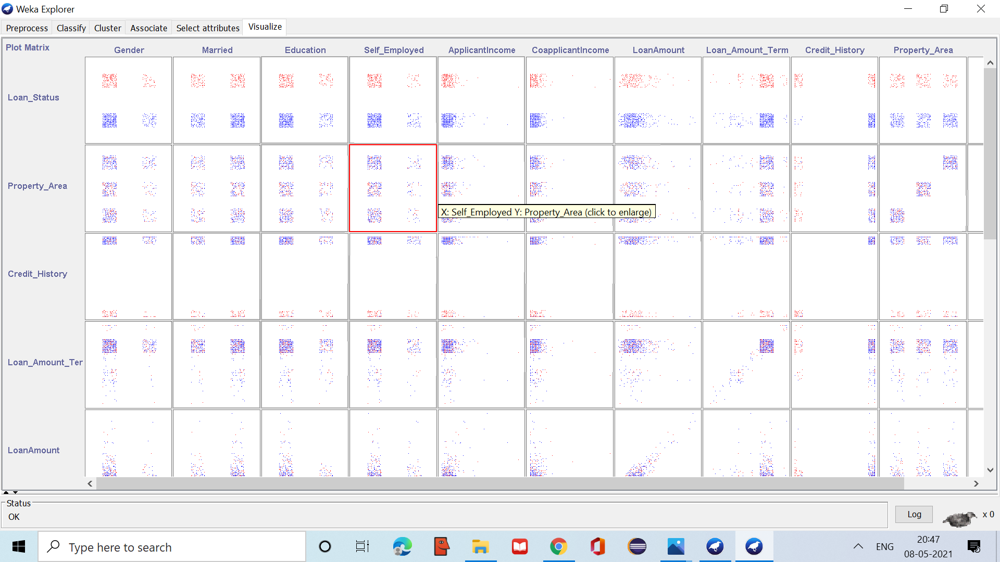 Weka Explorer
Preprocess Classify Cluster Associate Select attributes Visualize
Plot Matrix
Gender Married Education Self_Employed ApplicantIncome CoapplicantIncome LoanAmount Loan_Amount_Term Credit_History Property_Area
Loan_Status
Property_Area
X: Self_Employed Y: Property_Area (click to enlarge)
Credit_History
Loan_Amount_Ter
LoanAmount
Status
OK
Log
x 0
Type here to search
ENG
20:47
08-05-2021